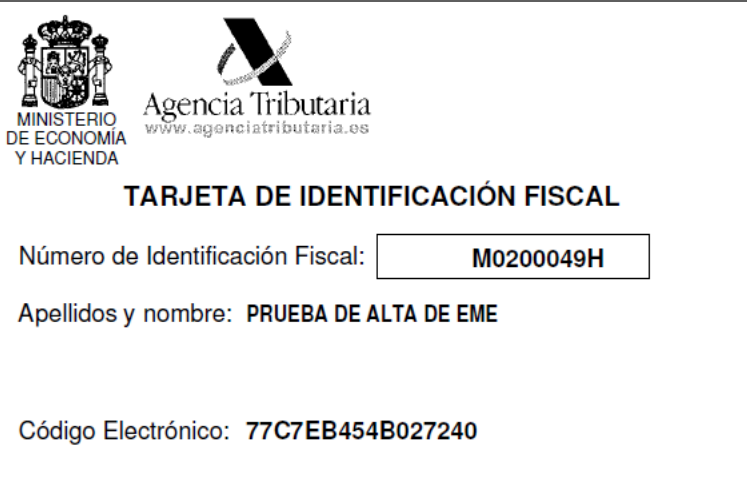 MINISTERIO
DE ECONOMÍA
Y HACIENDA
Agencia Tributaria
www.agenciatributaria.es
TARJETA DE IDENTIFICACIÓN FISCAL
Número de Identificación Fiscal: M0200049H
Apellidos y nombre: PRUEBA DE ALTA DE EME
Código Electrónico: 77C7EB454B027240